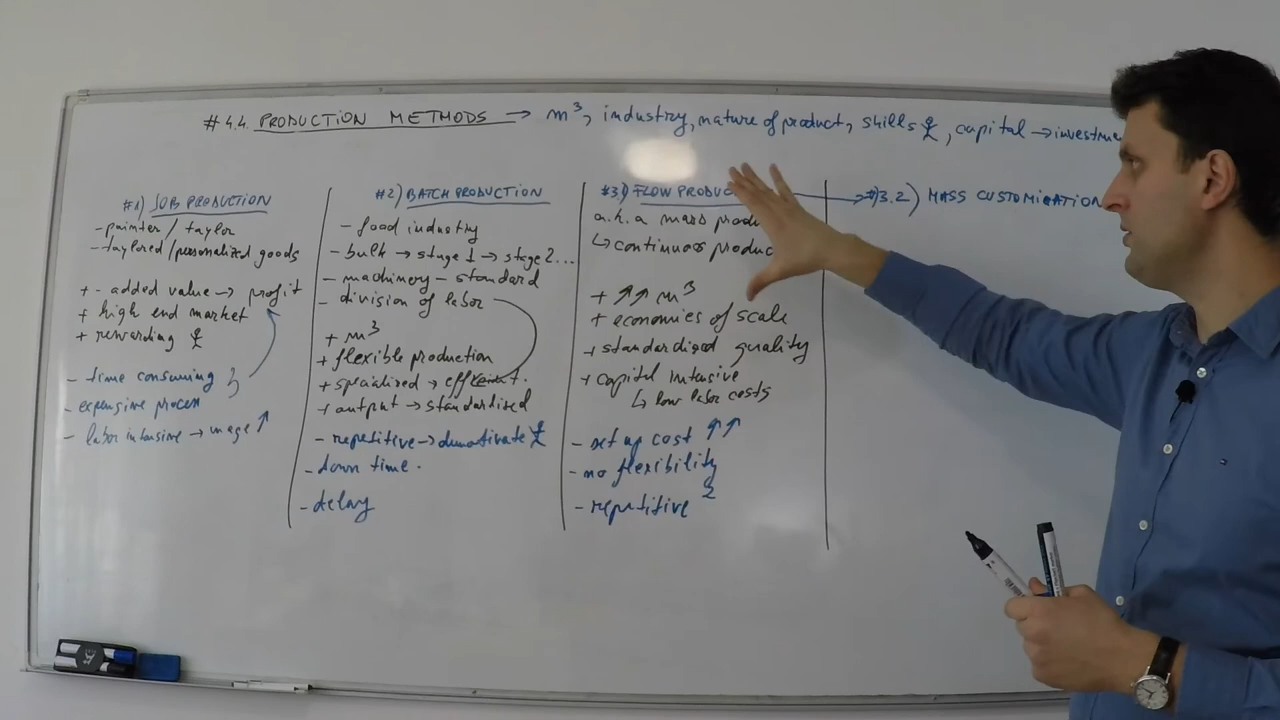 #4.4. PRODUCTION METHODS → m³, industry, nature of product, skills, capital → investme
#1) JOB PRODUCTION
- painter / taylor
- taylored/personalized goods
+ - added value → profit
+ high end market
+ rewarding
- time consuming }
- expensive process
- labor intensive → wage ↑
#2) BATCH PRODUCTION
- food industry
- bulk → stage 1 → stage 2...
- machinery - standard
- division of labor
+ m³
+ flexible production
+ specialized → efficient.
+ output → standardised
- repetitive → demotivate
- down time.
- delay
#3) FLOW PRODUC
a.k.a mass produ
↳ continuous produc
+ ↑↑ m³
+ economies of scale
+ standardized quality
+ capital intensive
↳ low labor costs
- set up cost ↑↑
- no flexibility
- repetitive ²
→ #3.2) MASS CUSTOMIZATION